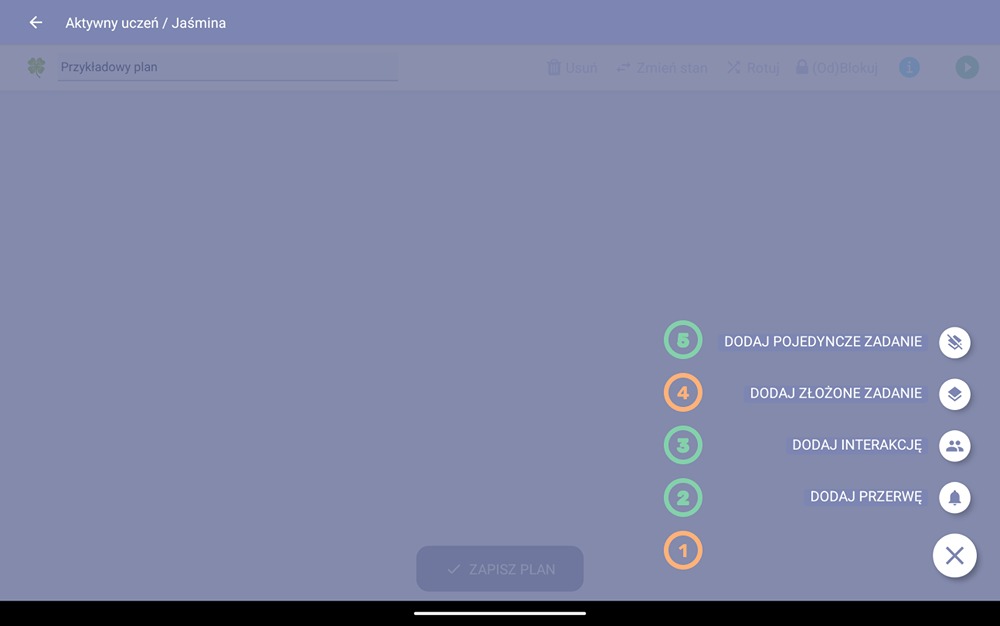 Aktywny uczeń / Jaśmina
Przykładowy plan
Usuń
Zmień stan
Rotuj
(Od)Blokuj
5
DODAJ POJEDYNCZE ZADANIE
4
DODAJ ZŁOŻONE ZADANIE
3
DODAJ INTERAKCJĘ
2
DODAJ PRZERWĘ
1
ZAPISZ PLAN